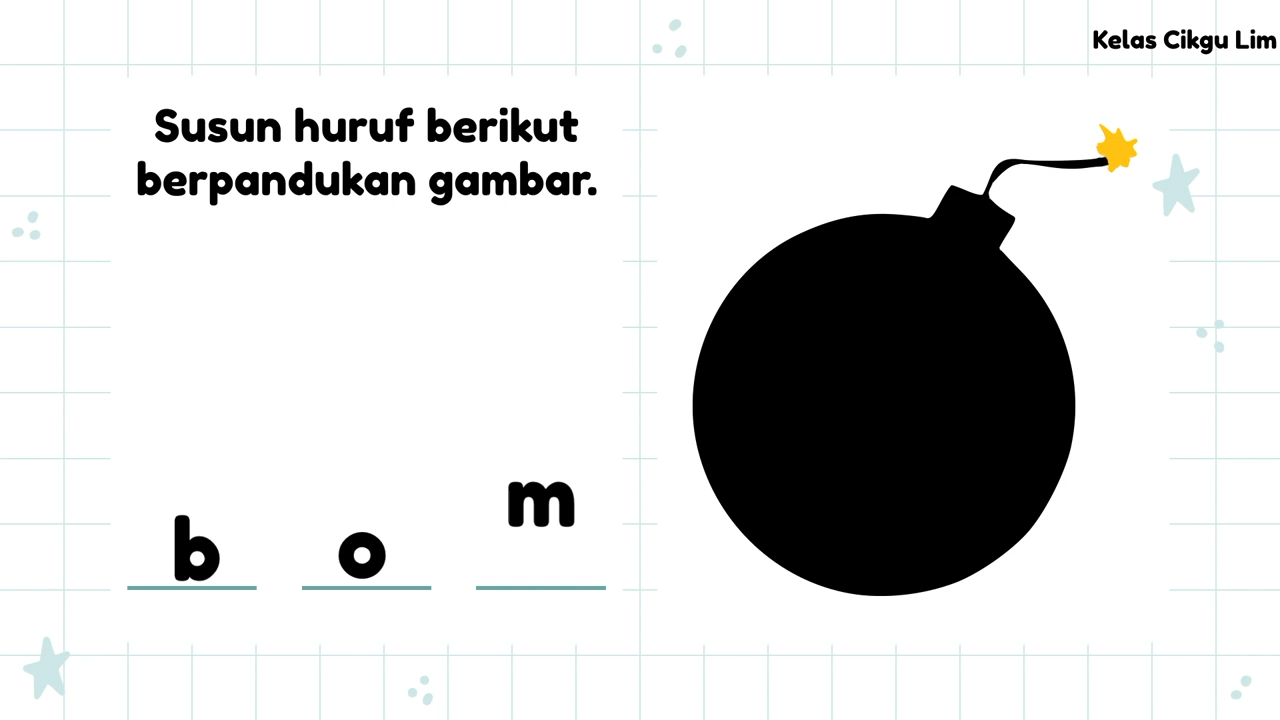 Kelas Cikgu Lim
Susun huruf berikut
berpandukan gambar.
b o m